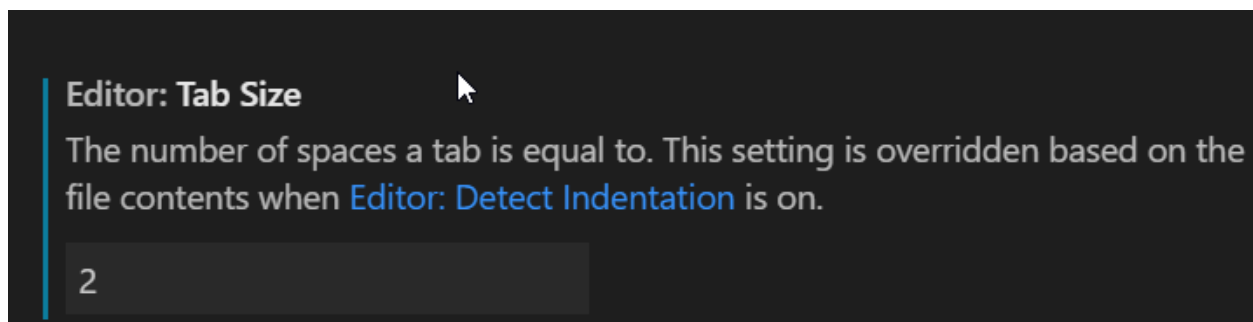 Editor: Tab Size
The number of spaces a tab is equal to. This setting is overridden based on the
file contents when Editor: Detect Indentation is on.
2